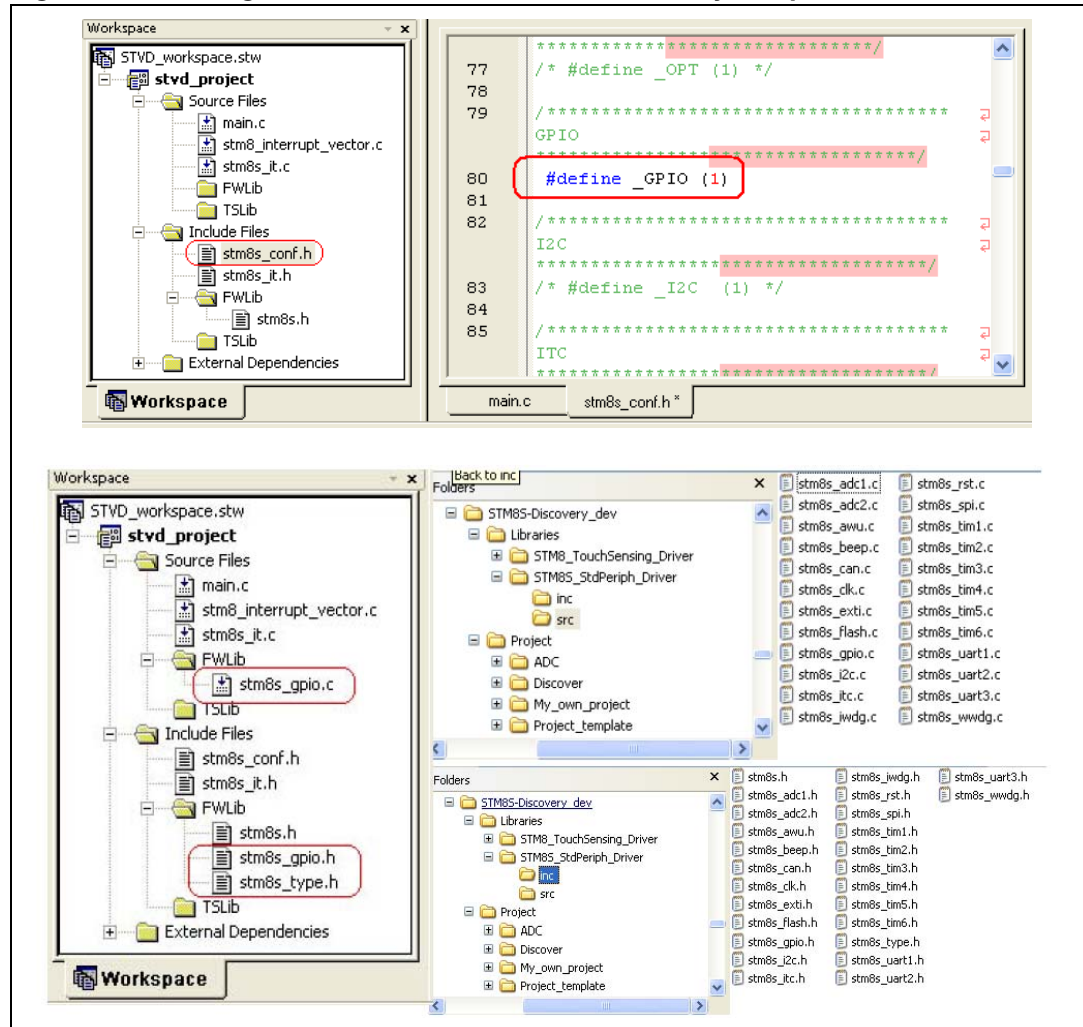 Workspace
STVD_workspace.stw
stvd_project
Source Files
main.c
stm8_interrupt_vector.c
stm8s_it.c
FWLib
TSLib
Include Files
stm8s_conf.h
stm8s_it.h
FWLib
stm8s.h
TSLib
External Dependencies
Workspace
*******************************/
77 /* #define _OPT (1) */
78
79 /*************************************
GPIO
***********************************/
80 #define _GPIO (1)
81
82 /*************************************
I2C
************************************/
83 /* #define _I2C (1) */
84
85 /*************************************
ITC
************************************/
main.c stm8s_conf.h *
Workspace
STVD_workspace.stw
stvd_project
Source Files
main.c
stm8_interrupt_vector.c
stm8s_it.c
FWLib
stm8s_gpio.c
TSLib
Include Files
stm8s_conf.h
stm8s_it.h
FWLib
stm8s.h
stm8s_gpio.h
stm8s_type.h
TSLib
External Dependencies
Workspace
Back to inc
Folders
STM8S-Discovery_dev
Libraries
STM8_TouchSensing_Driver
STM8S_StdPeriph_Driver
inc
src
Project
ADC
Discover
My_own_project
Project_template
stm8s_adc1.c
stm8s_adc2.c
stm8s_awu.c
stm8s_beep.c
stm8s_can.c
stm8s_clk.c
stm8s_exti.c
stm8s_flash.c
stm8s_gpio.c
stm8s_i2c.c
stm8s_itc.c
stm8s_iwdg.c
stm8s_rst.c
stm8s_spi.c
stm8s_tim1.c
stm8s_tim2.c
stm8s_tim3.c
stm8s_tim4.c
stm8s_tim5.c
stm8s_tim6.c
stm8s_uart1.c
stm8s_uart2.c
stm8s_uart3.c
stm8s_wwdg.c
Folders
STM8S-Discovery_dev
Libraries
STM8_TouchSensing_Driver
STM8S_StdPeriph_Driver
inc
src
Project
ADC
Discover
My_own_project
Project_template
stm8s.h
stm8s_adc1.h
stm8s_adc2.h
stm8s_awu.h
stm8s_beep.h
stm8s_can.h
stm8s_clk.h
stm8s_exti.h
stm8s_flash.h
stm8s_gpio.h
stm8s_i2c.h
stm8s_itc.h
stm8s_iwdg.h
stm8s_rst.h
stm8s_spi.h
stm8s_tim1.h
stm8s_tim2.h
stm8s_tim3.h
stm8s_tim4.h
stm8s_tim5.h
stm8s_tim6.h
stm8s_type.h
stm8s_uart1.h
stm8s_uart2.h
stm8s_uart3.h
stm8s_wwdg.h